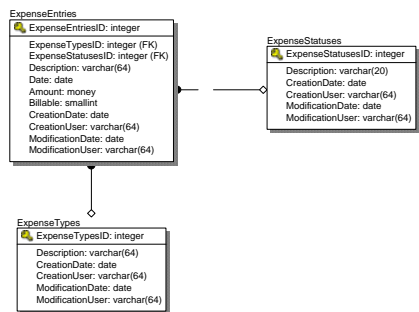 ExpenseEntries
ExpenseEntriesID: integer
ExpenseTypesID: integer (FK)
ExpenseStatusesID: integer (FK)
Description: varchar(64)
Date: date
Amount: money
Billable: smallint
CreationDate: date
CreationUser: varchar(64)
ModificationDate: date
ModificationUser: varchar(64)
ExpenseStatuses
ExpenseStatusesID: integer
Description: varchar(20)
CreationDate: date
CreationUser: varchar(64)
ModificationDate: date
ModificationUser: varchar(64)
ExpenseTypes
ExpenseTypesID: integer
Description: varchar(64)
CreationDate: date
CreationUser: varchar(64)
ModificationDate: date
ModificationUser: varchar(64)